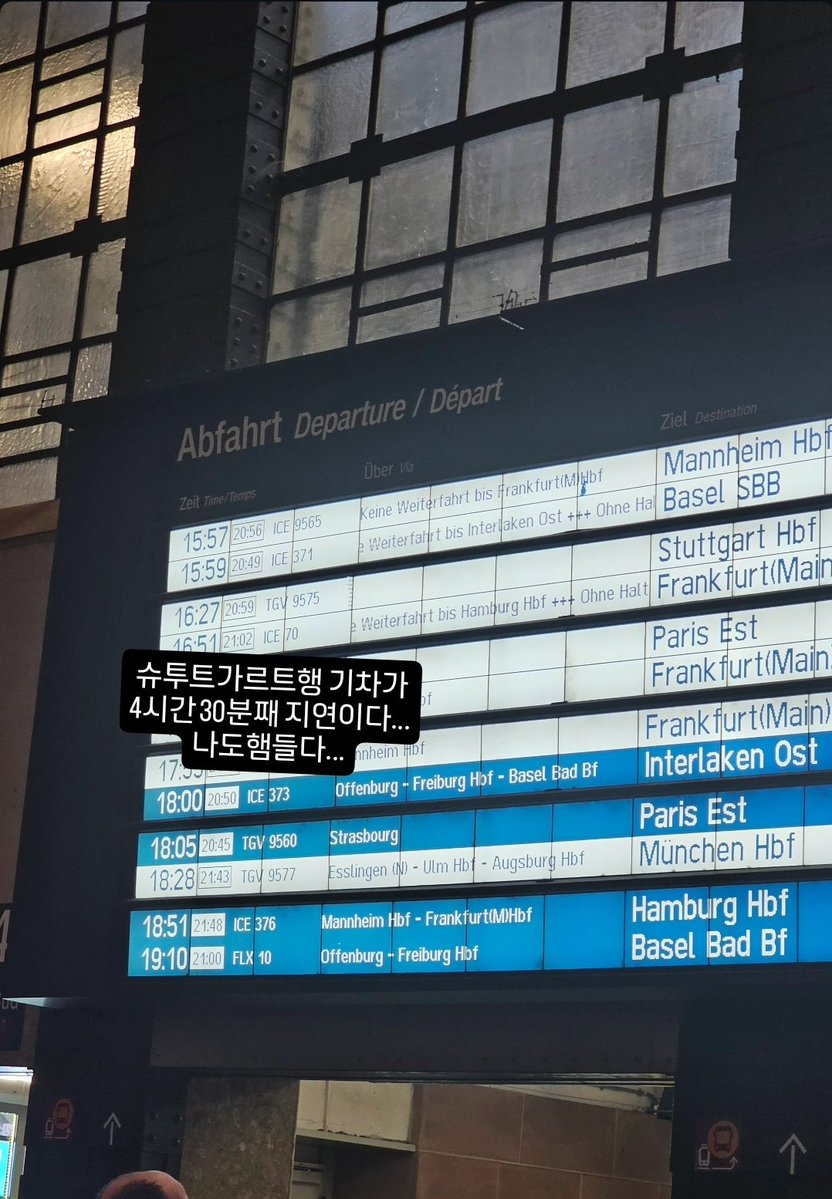 Abfahrt Departure / Départ
Zeit Time/Temps Über Via Ziel Destination
15:57 20:56 ICE 9565 Keine Weiterfahrt bis Frankfurt(M)Hbf Mannheim Hbf
15:59 20:49 ICE 371 e Weiterfahrt bis Interlaken Ost +++ Ohne Hal Basel SBB
16:27 20:59 TGV 9575 Stuttgart Hbf
16:51 21:02 ICE 70 e Weiterfahrt bis Hamburg Hbf +++ Ohne Halt Frankfurt(Main
Paris Est
Frankfurt(Main)
슈투트가르트행 기차가
4시간 30분째 지연이다...
나도햄들다...
Frankfurt(Main)
18:00 20:50 ICE 373 Offenburg - Freiburg Hbf - Basel Bad Bf Interlaken Ost
18:05 20:45 TGV 9560 Strasbourg Paris Est
18:28 21:43 TGV 9577 Esslingen (N) - Ulm Hbf - Augsburg Hbf München Hbf
18:51 21:48 ICE 376 Mannheim Hbf - Frankfurt(M)Hbf Hamburg Hbf
19:10 21:00 FLX 10 Offenburg - Freiburg Hbf Basel Bad Bf